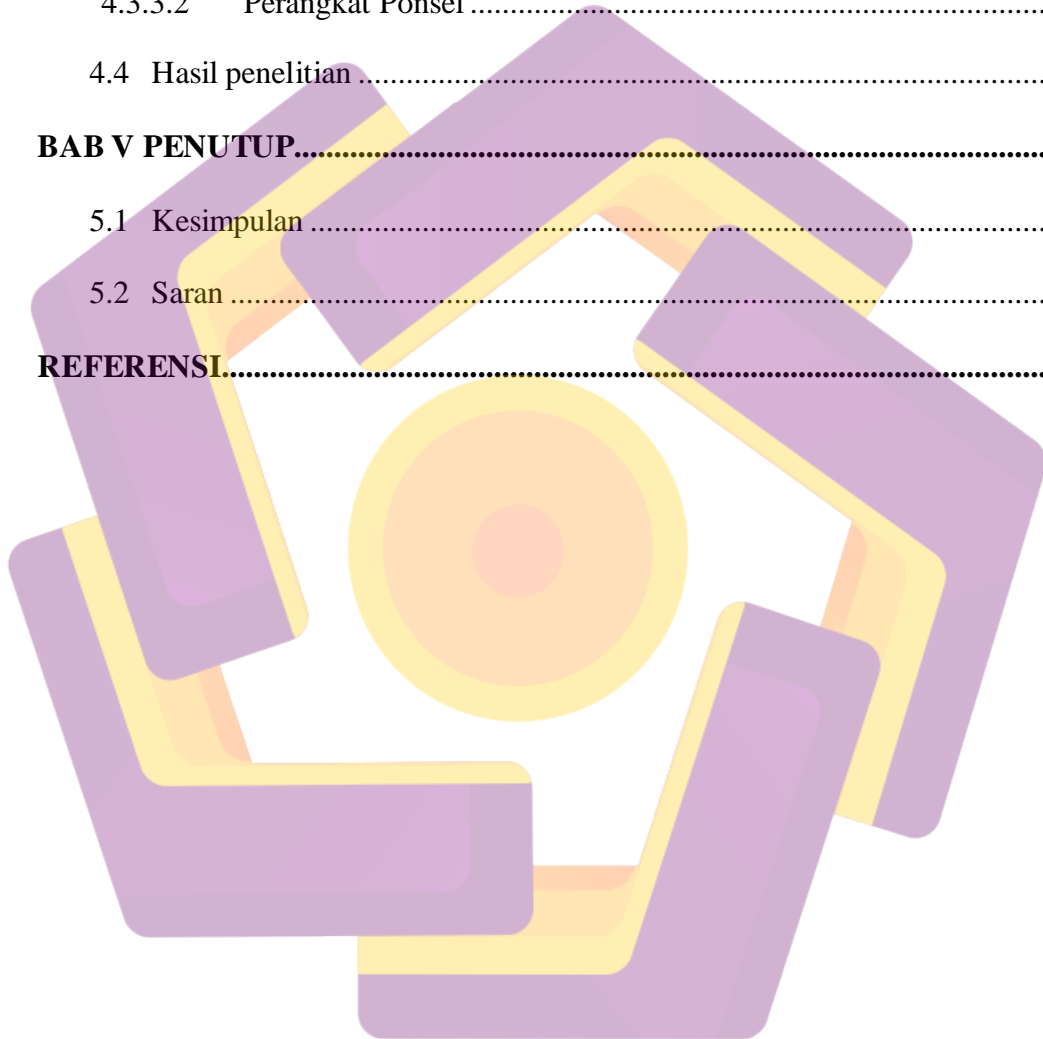 4.3.3.2 Perangkat Ponsel ................................................................
4.4 Hasil penelitian ................................................................
BAB V PENUTUP................................................................
5.1 Kesimpulan ................................................................
5.2 Saran ................................................................
REFERENSI................................................................